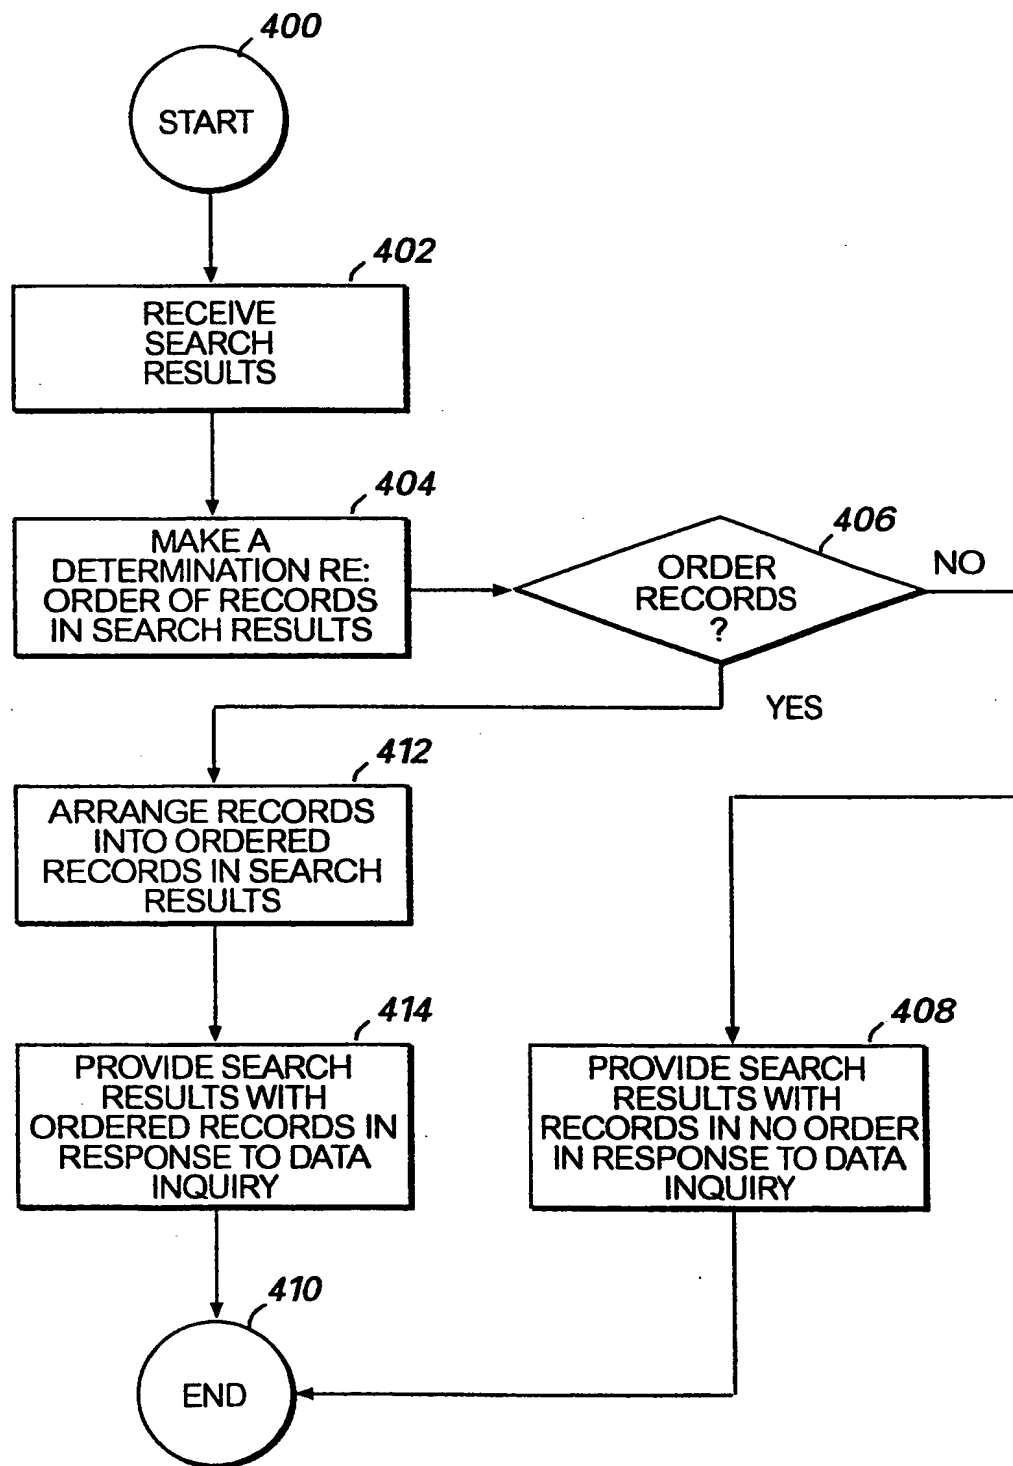 400
START
402
RECEIVE
SEARCH
RESULTS
404
MAKE A
DETERMINATION RE:
ORDER OF RECORDS
IN SEARCH RESULTS
406
ORDER
RECORDS
?
NO
YES
412
ARRANGE RECORDS
INTO ORDERED
RECORDS IN SEARCH
RESULTS
414
PROVIDE SEARCH
RESULTS WITH
ORDERED RECORDS IN
RESPONSE TO DATA
INQUIRY
408
PROVIDE SEARCH
RESULTS WITH
RECORDS IN NO ORDER
IN RESPONSE TO DATA
INQUIRY
410
END